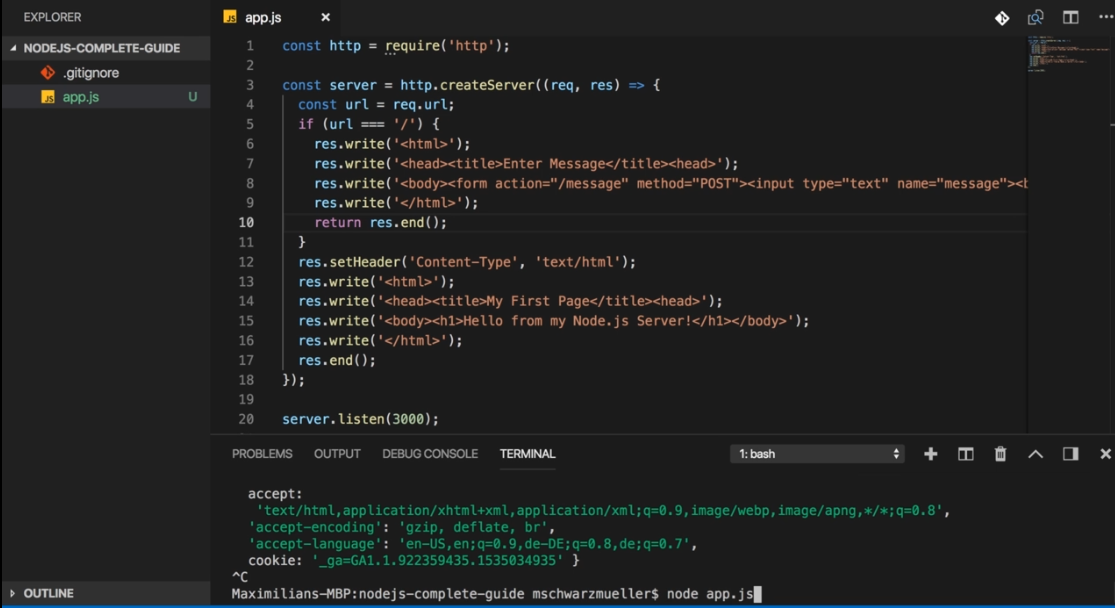 EXPLORER
NODEJS-COMPLETE-GUIDE
.gitignore
JS app.js U
JS app.js ×
1 const http = require('http');
2
3 const server = http.createServer((req, res) => {
4 const url = req.url;
5 if (url === '/') {
6 res.write('<html>');
7 res.write('<head><title>Enter Message</title><head>');
8 res.write('<body><form action="/message" method="POST"><input type="text" name="message"><b
9 res.write('</html>');
10 return res.end();
11 }
12 res.setHeader('Content-Type', 'text/html');
13 res.write('<html>');
14 res.write('<head><title>My First Page</title><head>');
15 res.write('<body><h1>Hello from my Node.js Server!</h1></body>');
16 res.write('</html>');
17 res.end();
18 });
19
20 server.listen(3000);
PROBLEMS OUTPUT DEBUG CONSOLE TERMINAL 1: bash
accept:
'text/html,application/xhtml+xml,application/xml;q=0.9,image/webp,image/apng,*/*;q=0.8',
'accept-encoding': 'gzip, deflate, br',
'accept-language': 'en-US,en;q=0.9,de-DE;q=0.8,de;q=0.7',
cookie: '_ga=GA1.1.922359435.1535034935' }
^C
Maximilians-MBP:nodejs-complete-guide mschwarzmueller$ node app.js
OUTLINE